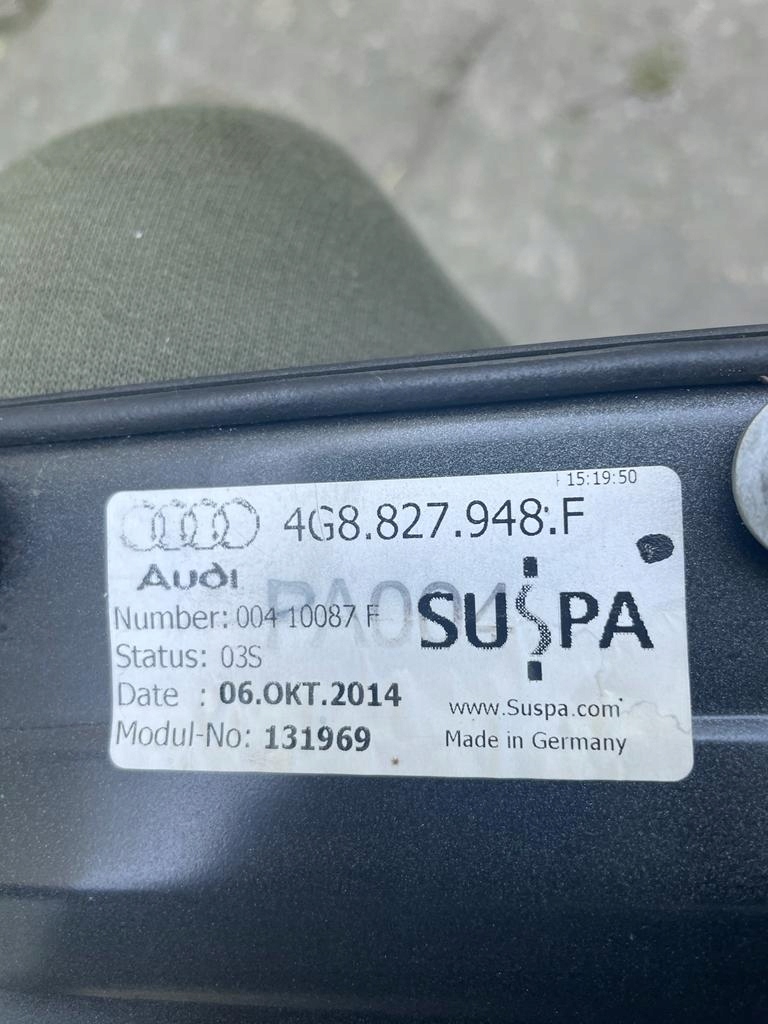 15:19:50
4G8.827.948.F
Audi
Number: 004 10087 F
SUSPA
Status: 03S
Date : 06.OKT.2014
www.Suspa.com
Modul-No: 131969
Made in Germany